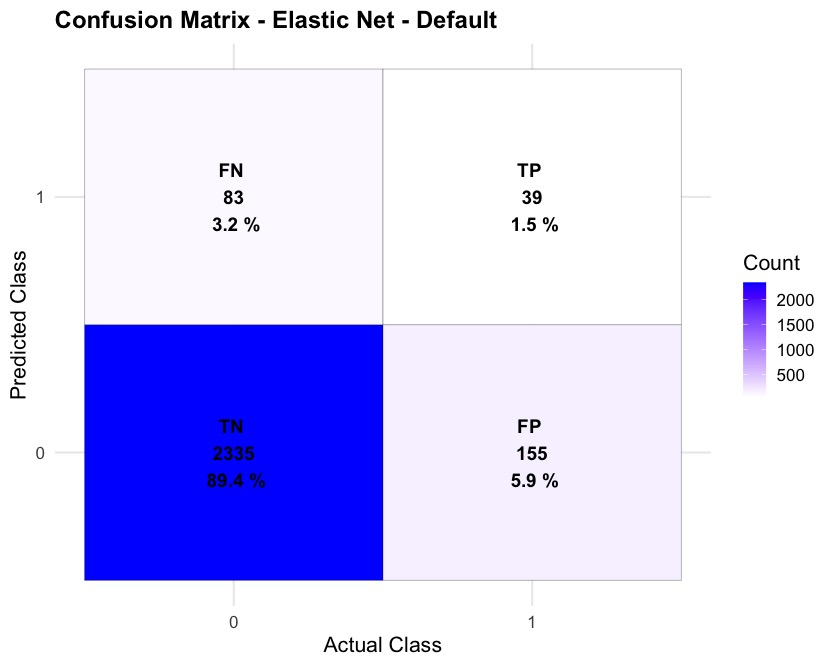 Confusion Matrix - Elastic Net - Default
Predicted Class
1
0
FN
83
3.2 %
TP
39
1.5 %
TN
2335
89.4 %
FP
155
5.9 %
0
1
Actual Class
Count
2000
1500
1000
500